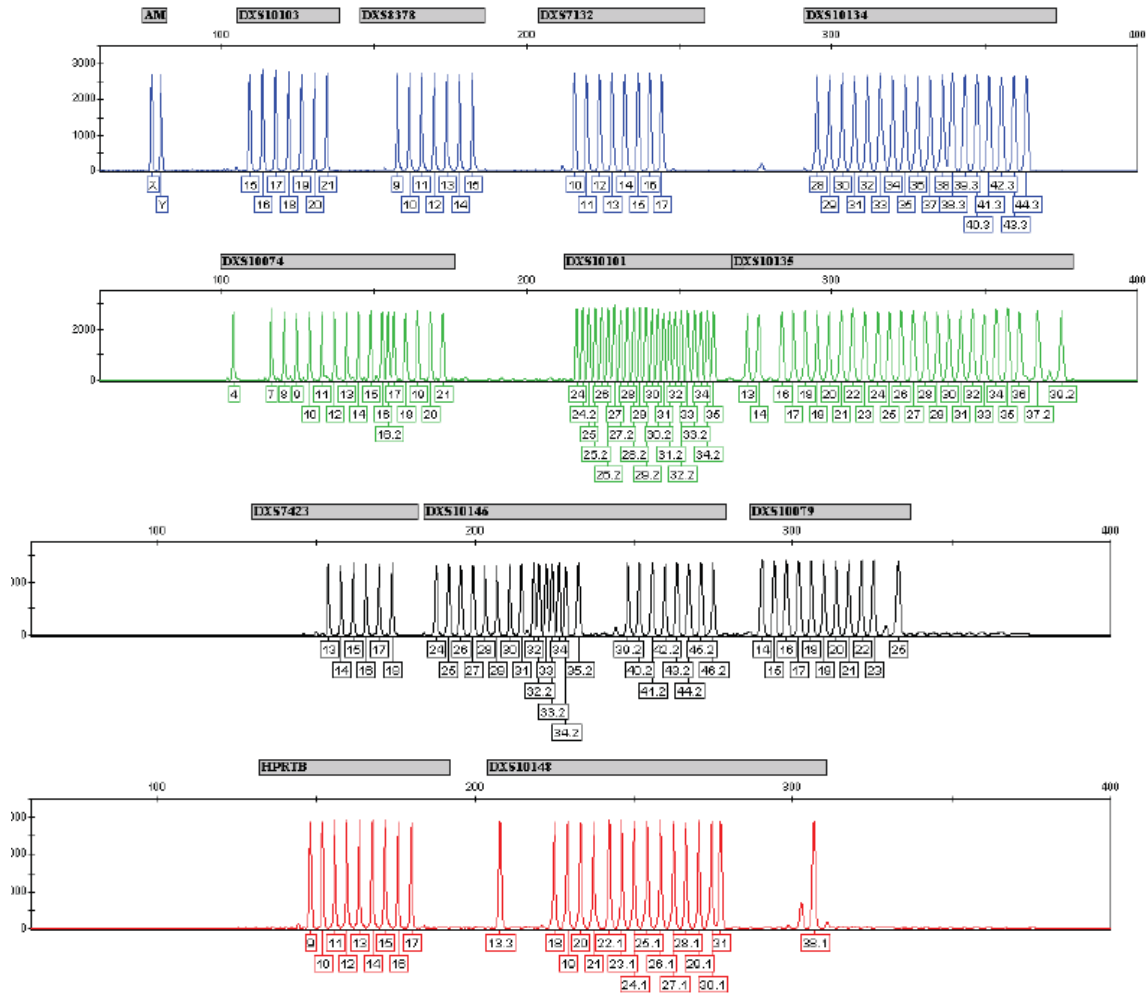 AM DXS10103 DXS8378 DXS7132 DXS10134
100 200 300 400
3000
2000
1000
0
X 15 17 19 21 9 11 13 15 10 12 14 16 28 30 32 34 36 38 39.3 42.3
Y 16 18 20 10 12 14 11 13 15 17 29 31 33 35 37 38.3 41.3 44.3
40.3 43.3
DXS10074 DXS10101 DXS10135
100 200 300 400
2000
0
4 7 8 9 11 13 15 17 19 21 24 26 28 30 32 34 13 16 18 20 22 24 26 28 30 32 34 36 39.2
10 12 14 16 18 20 24.2 27 29 31 33 35 14 17 19 21 23 25 27 29 31 33 35 37.2
16.2 25 27.2 30.2 33.2
25.2 28.2 31.2 34.2
26.2 29.2 32.2
DXS7423 DXS10146 DXS10079
100 200 300 400
000
0
13 15 17 24 26 28 30 32 34 39.2 42.2 45.2 14 16 18 20 22 25
14 16 18 25 27 29 31 33 35.2 40.2 43.2 46.2 15 17 19 21 23
32.2 41.2 44.2
33.2
34.2
HPRTB DXS10148
100 200 300 400
000
000
000
0
9 11 13 15 17 13.3 18 20 22.1 25.1 28.1 31 38.1
10 12 14 16 19 21 23.1 26.1 29.1
24.1 27.1 30.1